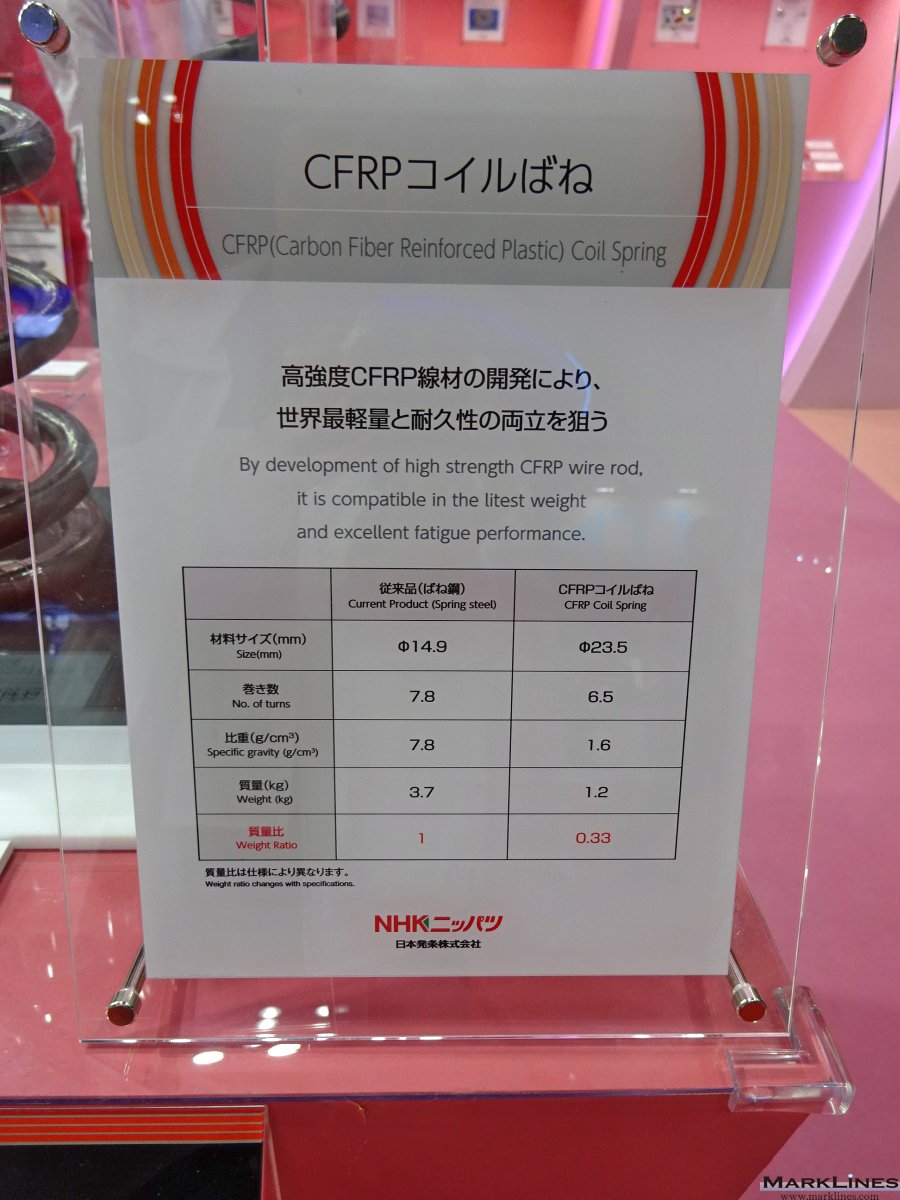 CFRPコイルばね
CFRP(Carbon Fiber Reinforced Plastic) Coil Spring
高強度CFRP線材の開発により、
世界最軽量と耐久性の両立を狙う
By development of high strength CFRP wire rod,
it is compatible in the litest weight
and excellent fatigue performance.
従来品(ばね鋼) CFRPコイルばね
Current Product (Spring steel) CFRP Coil Spring
材料サイズ(mm)
Size(mm) Φ14.9 Φ23.5
巻き数
No. of turns 7.8 6.5
比重(g/cm³)
Specific gravity (g/cm³) 7.8 1.6
質量(kg)
Weight (kg) 3.7 1.2
質量比
Weight Ratio 1 0.33
質量比は仕様により異なります。
Weight ratio changes with specifications.
NHKニッパツ
日本発条株式会社
MARKLINES
www.marklines.com